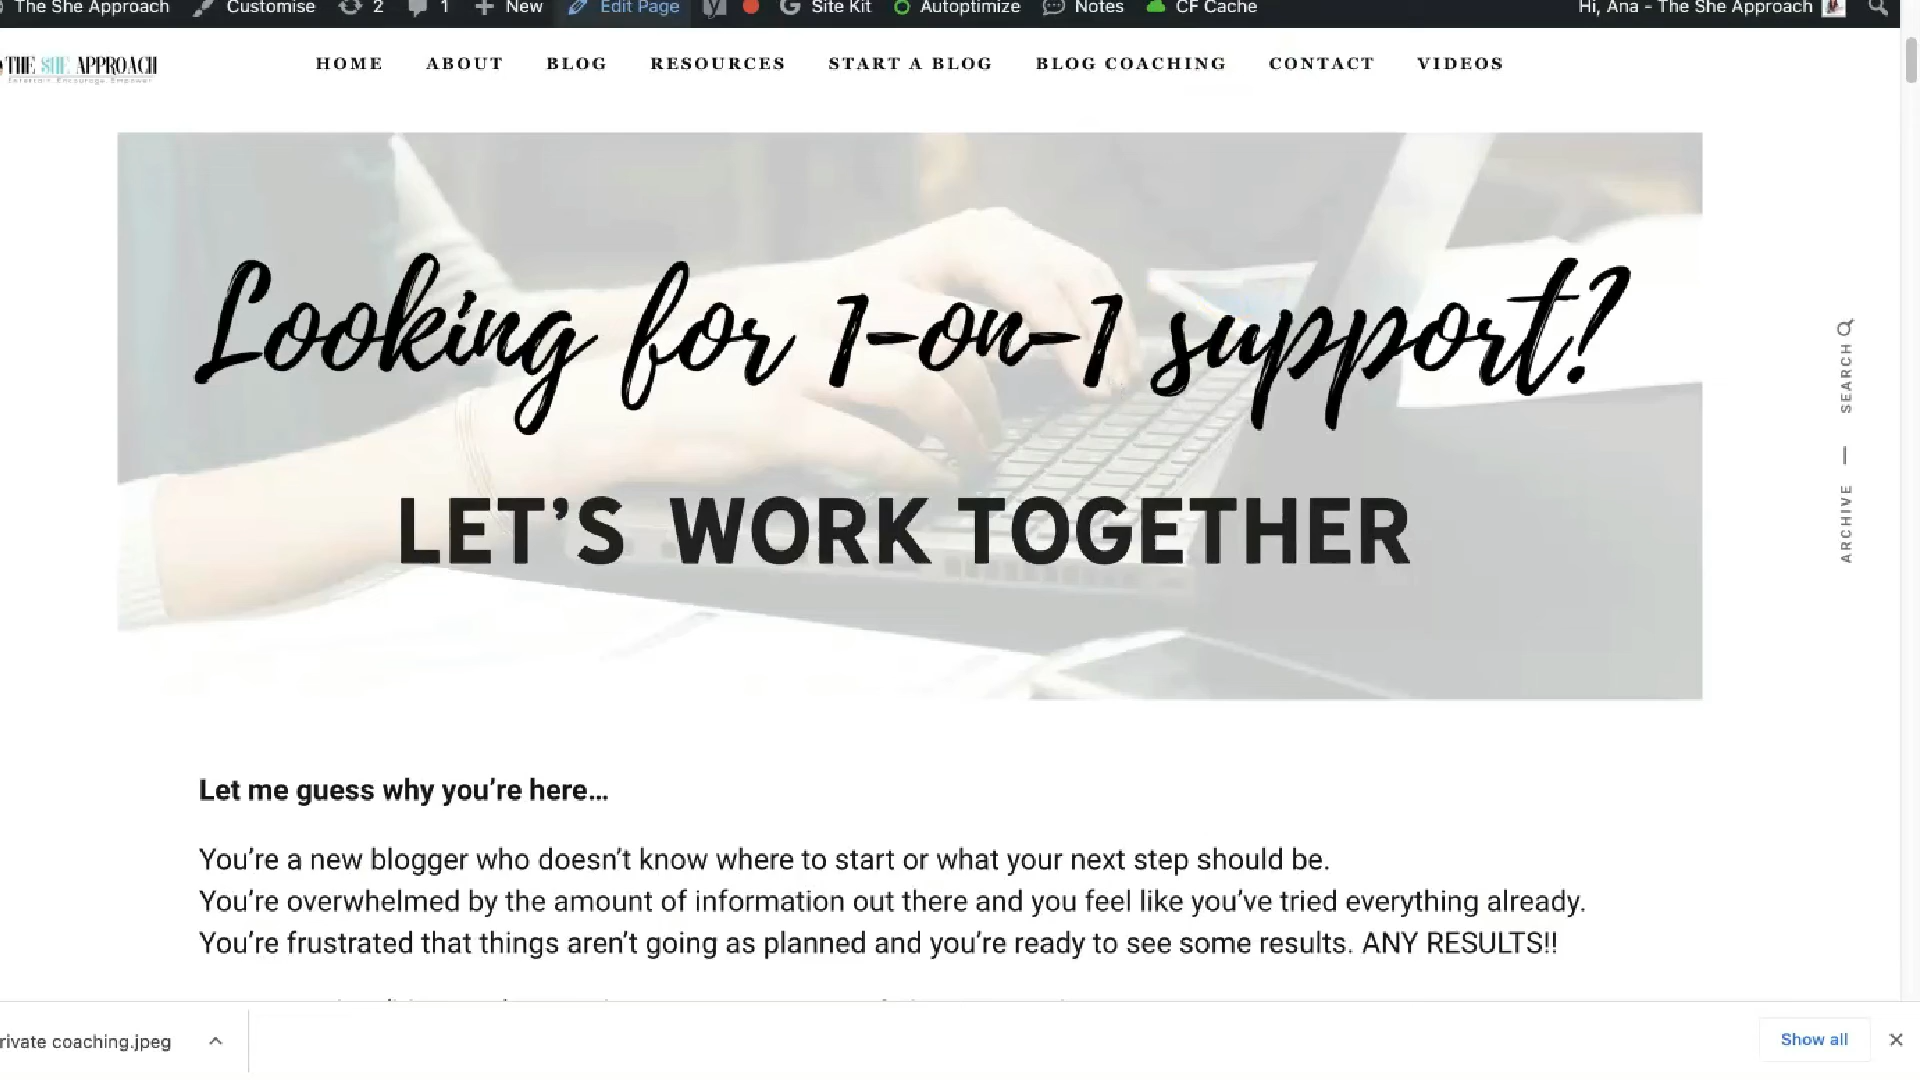 The She Approach Customise 2 1 New Edit Page Site Kit Autoptimize Notes CF Cache Hi, Ana - The She Approach
THE SHE APPROACH
HOME ABOUT BLOG RESOURCES START A BLOG BLOG COACHING CONTACT VIDEOS
Looking for 1-on-1 support?
LET'S WORK TOGETHER
SEARCH
ARCHIVE
Let me guess why you're here...
You're a new blogger who doesn't know where to start or what your next step should be.
You're overwhelmed by the amount of information out there and you feel like you've tried everything already.
You're frustrated that things aren't going as planned and you're ready to see some results. ANY RESULTS!!
rivate coaching.jpeg
Show all